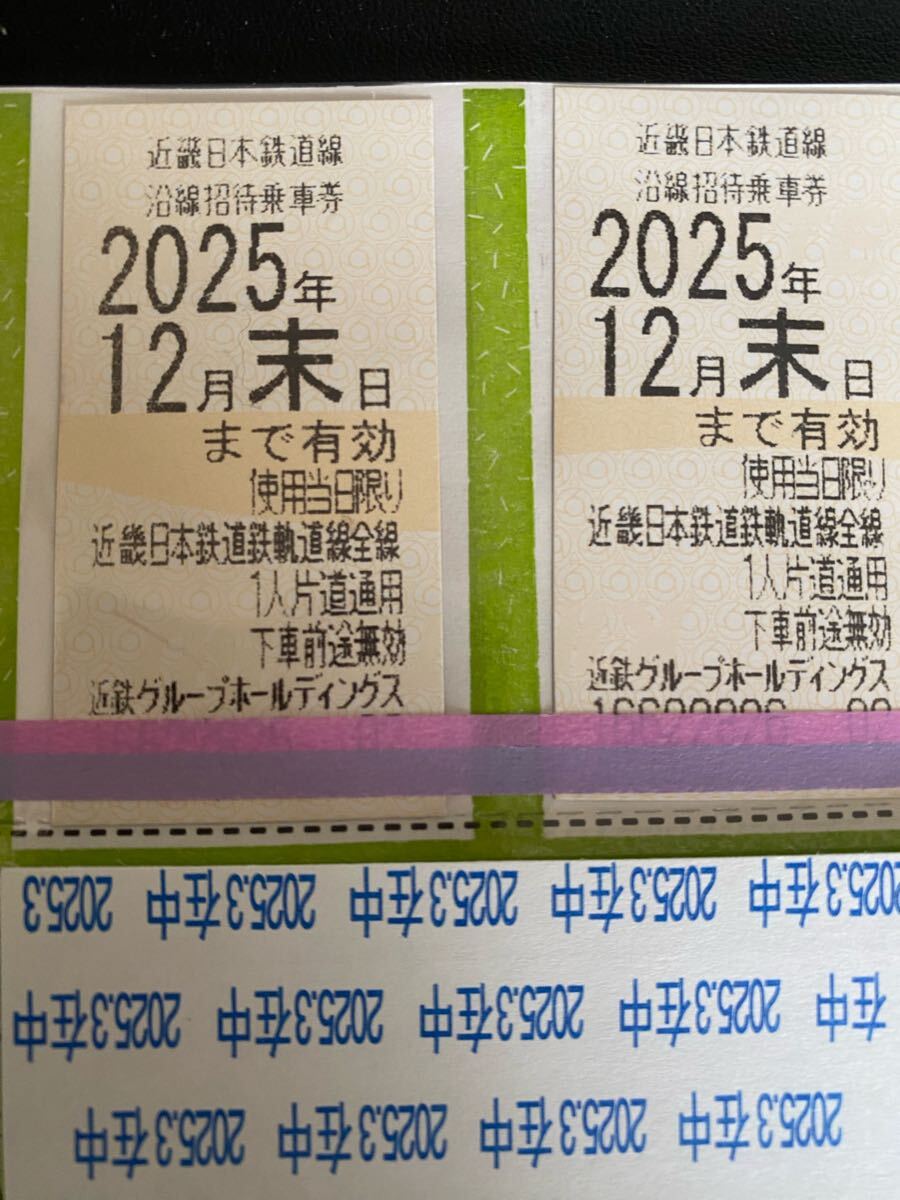 近畿日本鉄道線
沿線招待乗車券
2025年
12月末日
まで有効
使用当日限り
近畿日本鉄道鉄軌道線全線
1人片道通用
下車前途無効
近鉄グループホールディングス
近畿日本鉄道線
沿線招待乗車券
2025年
12月末日
まで有効
使用当日限り
近畿日本鉄道鉄軌道線全線
1人片道通用
下車前途無効
近鉄グループホールディングス
2025.3在中 2025.3在中 2025.3在中 2025.3
2025.3在中 2025.3在中 2025.3在中 2025.3在中
2025.3在中 2025.3在中 2025.3在中 2025.3在中